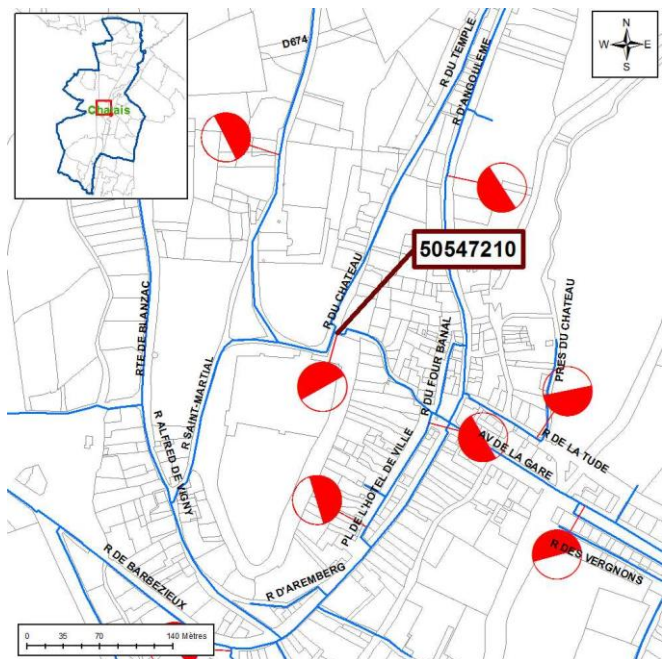 Chalais
N
W E
S
D674
R DU TEMPLE
R D'ANGOULEME
50547210
R DU CHATEAU
RTE DE BLANZAC
R SAINT-MARTIAL
R DU FOUR BANAL
PRES DU CHATEAU
R ALFRED DE VIGNY
PL DE L'HOTEL DE VILLE
AV DE LA GARE
R DE LA TUDE
R DES VERGNONS
R DE BARBEZIEUX
R D'AREMBERG
0 35 70 140 Mètres